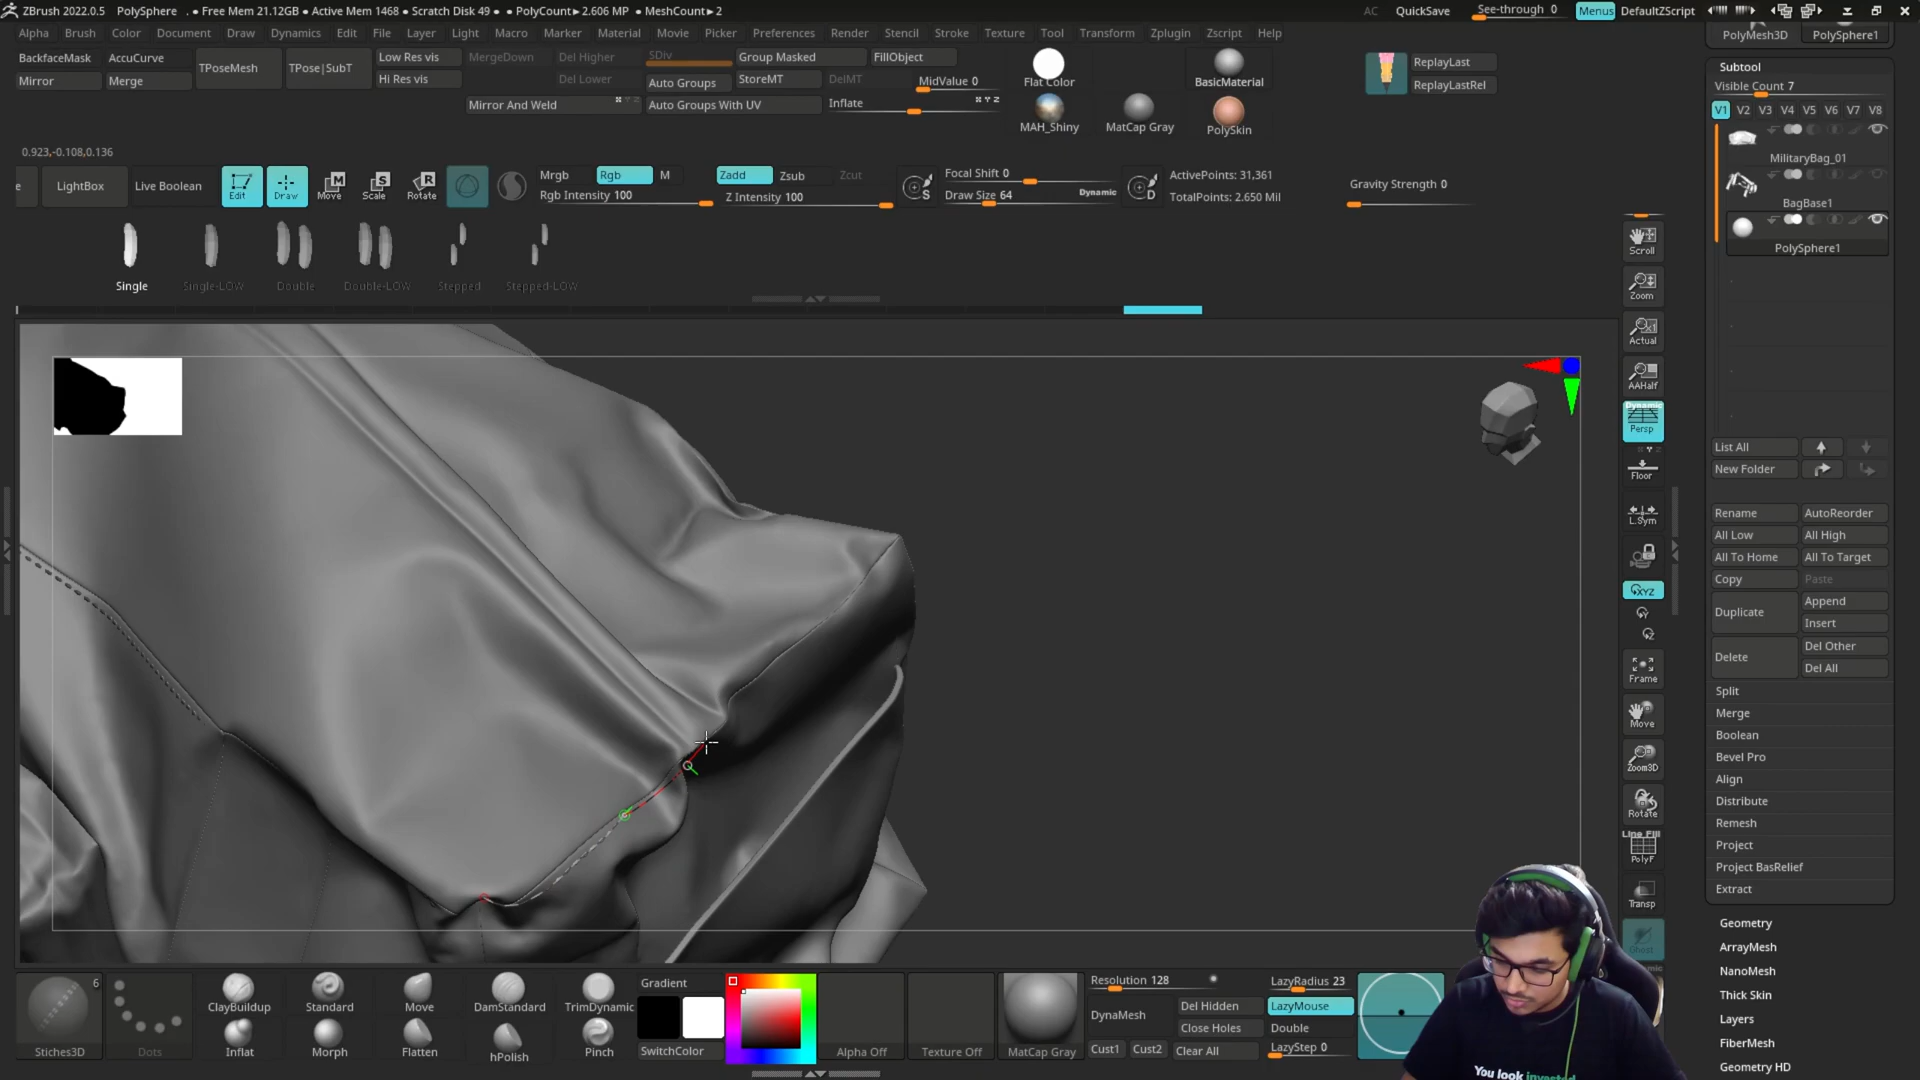 ZBrush 2022.0.5 PolySphere . • Free Mem 21.12GB • Active Mem 1468 • Scratch Disk 49 • • PolyCount► 2.606 MP • MeshCount► 2
AC QuickSave See-through 0 Menus DefaultZScript
Alpha Brush Color Document Draw Dynamics Edit File Layer Light Macro Marker Material Movie Picker Preferences Render Stencil Stroke Texture Tool Transform Zplugin Zscript Help
PolyMesh3D PolySphere1
BackfaceMask AccuCurve TPoseMesh TPose|SubT Low Res vis MergeDown Del Higher SDiv Group Masked FillObject
Mirror Merge Hi Res vis Del Lower Auto Groups StoreMT DelMT MidValue 0
Mirror And Weld Auto Groups With UV Inflate
Flat Color BasicMaterial
MAH_Shiny MatCap Gray PolySkin
ReplayLast
ReplayLastRel
Subtool
Visible Count 7
V1 V2 V3 V4 V5 V6 V7 V8
MilitaryBag_01
BagBase1
PolySphere1
0.923,-0.108,0.136
e LightBox Live Boolean Edit Draw Move Scale Rotate
Mrgb Rgb M Zadd Zsub Zcut
Rgb Intensity 100 Z Intensity 100
S Focal Shift 0
Draw Size 64 Dynamic
D ActivePoints: 31,361
TotalPoints: 2.650 Mil
Gravity Strength 0
Single Single-LOW Double Double-LOW Stepped Stepped-LOW
Scroll
Zoom
Actual
AAHalf
Dynamic
Persp
Floor
L.Sym
XYZ
Frame
Move
Zoom3D
Rotate
Line Fill
PolyF
Transp
Ghost
List All
New Folder
Rename AutoReorder
All Low All High
All To Home All To Target
Copy Paste
Duplicate Append
Insert
Delete Del Other
Del All
Split
Merge
Boolean
Bevel Pro
Align
Distribute
Remesh
Project
Project BasRelief
Extract
Geometry
ArrayMesh
NanoMesh
Thick Skin
Layers
FiberMesh
Geometry HD
6
Stiches3D Dots
ClayBuildup Standard Move DamStandard TrimDynamic
Inflat Morph Flatten hPolish Pinch
Gradient
SwitchColor
Alpha Off Texture Off MatCap Gray
Resolution 128
DynaMesh Del Hidden
Close Holes
Cust1 Cust2 Clear All
LazyRadius 23
LazyMouse
Double
LazyStep 0
You look invested